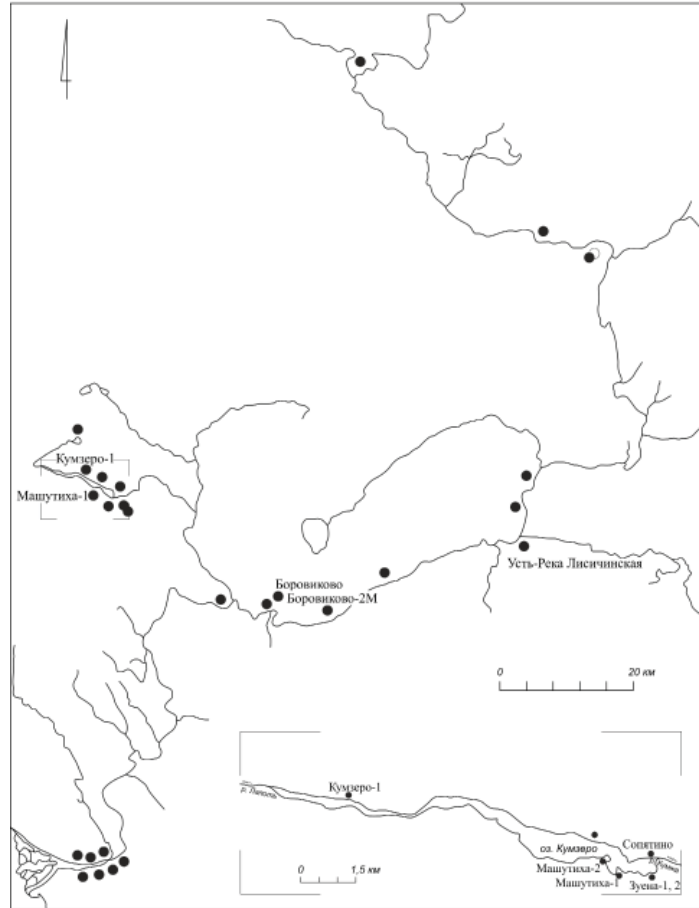 Кумзеро-1
Машутиха-1
Усть-Река Лисичинская
Боровиково
Боровиково-2М
0 20 км
Кумзеро-1
оз. Кумзеро
Сопятино
Машутиха-2
Машутиха-1
Зуена-1, 2
0 1,5 км